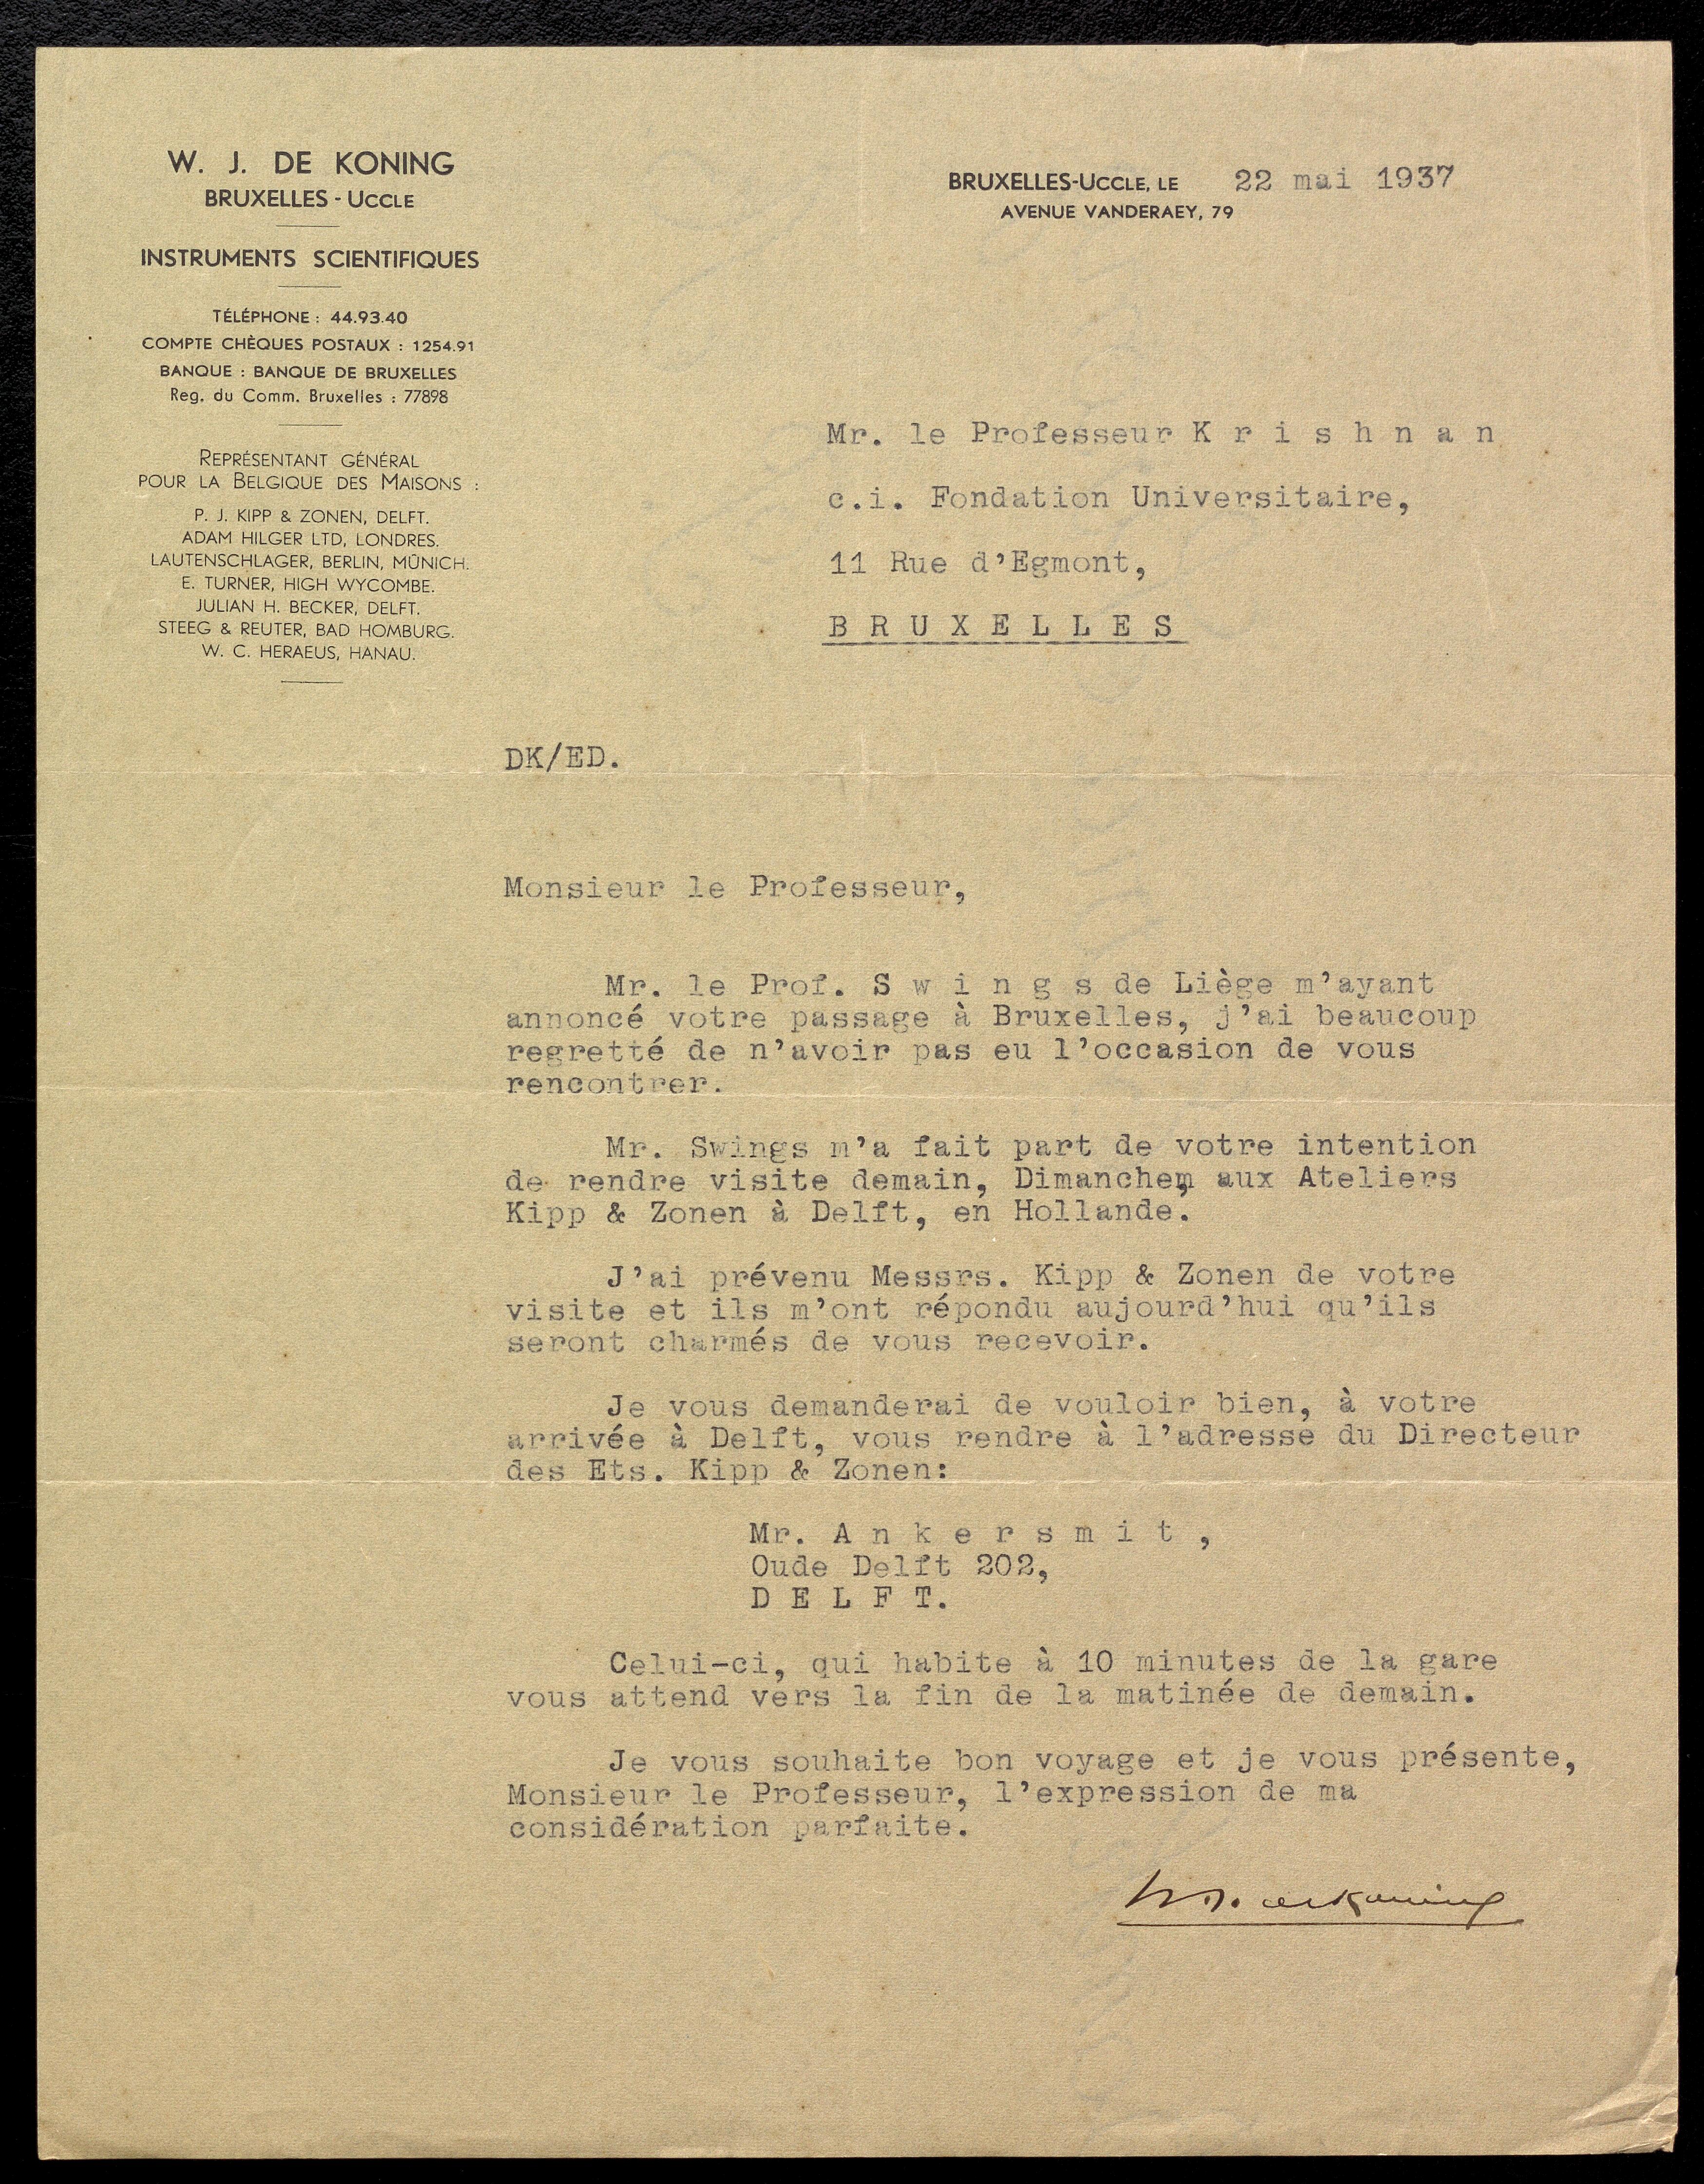 W. J. DE KONING
BRUXELLES - UCCLE
INSTRUMENTS SCIENTIFIQUES
TÉLÉPHONE : 44.93.40
COMPTE CHÈQUES POSTAUX : 1254.91
BANQUE : BANQUE DE BRUXELLES
Reg. du Comm. Bruxelles : 77898
REPRÉSENTANT GÉNÉRAL
POUR LA BELGIQUE DES MAISONS :
P. J. KIPP & ZONEN, DELFT.
ADAM HILGER LTD, LONDRES.
LAUTENSCHLAGER, BERLIN, MÜNICH.
E. TURNER, HIGH WYCOMBE.
JULIAN H. BECKER, DELFT.
STEEG & REUTER, BAD HOMBURG.
W. C. HERAEUS, HANAU.
BRUXELLES-UCCLE, LE 22 mai 1937
AVENUE VANDERAEY, 79
Mr. le Professeur K r i s h n a n
c.i. Fondation Universitaire,
11 Rue d'Egmont,
B R U X E L L E S
DK/ED.
Monsieur le Professeur,
Mr. le Prof. S w i n g s de Liège m'ayant
annoncé votre passage à Bruxelles, j'ai beaucoup
regretté de n'avoir pas eu l'occasion de vous
rencontrer.
Mr. Swings m'a fait part de votre intention
de rendre visite demain, Dimanche, aux Ateliers
Kipp & Zonen à Delft, en Hollande.
J'ai prévenu Messrs. Kipp & Zonen de votre
visite et ils m'ont répondu aujourd'hui qu'ils
seront charmés de vous recevoir.
Je vous demanderai de vouloir bien, à votre
arrivée à Delft, vous rendre à l'adresse du Directeur
des Ets. Kipp & Zonen:
Mr. A n k e r s m i t ,
Oude Delft 202,
D E L F T.
Celui-ci, qui habite à 10 minutes de la gare
vous attend vers la fin de la matinée de demain.
Je vous souhaite bon voyage et je vous présente,
Monsieur le Professeur, l'expression de ma
considération parfaite.
W.J. de Koning